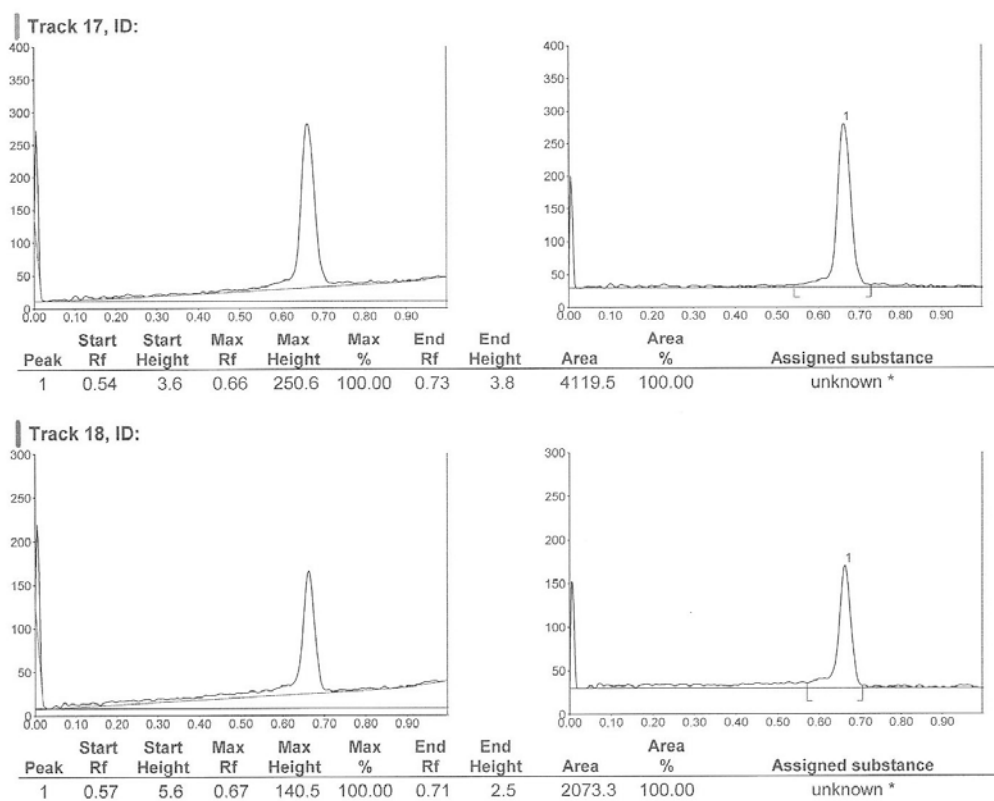 Track 17, ID:
400
350
300
250
200
150
100
50
0
0.00 0.10 0.20 0.30 0.40 0.50 0.60 0.70 0.80 0.90
400
350
300
250
200
150
100
50
0
0.00 0.10 0.20 0.30 0.40 0.50 0.60 0.70 0.80 0.90
1
Start Start Max Max Max End End Area
Peak Rf Height Rf Height % Rf Height Area % Assigned substance
1 0.54 3.6 0.66 250.6 100.00 0.73 3.8 4119.5 100.00 unknown *
Track 18, ID:
300
250
200
150
100
50
0
0.00 0.10 0.20 0.30 0.40 0.50 0.60 0.70 0.80 0.90
300
250
200
150
100
50
0
0.00 0.10 0.20 0.30 0.40 0.50 0.60 0.70 0.80 0.90
1
Start Start Max Max Max End End Area
Peak Rf Height Rf Height % Rf Height Area % Assigned substance
1 0.57 5.6 0.67 140.5 100.00 0.71 2.5 2073.3 100.00 unknown *